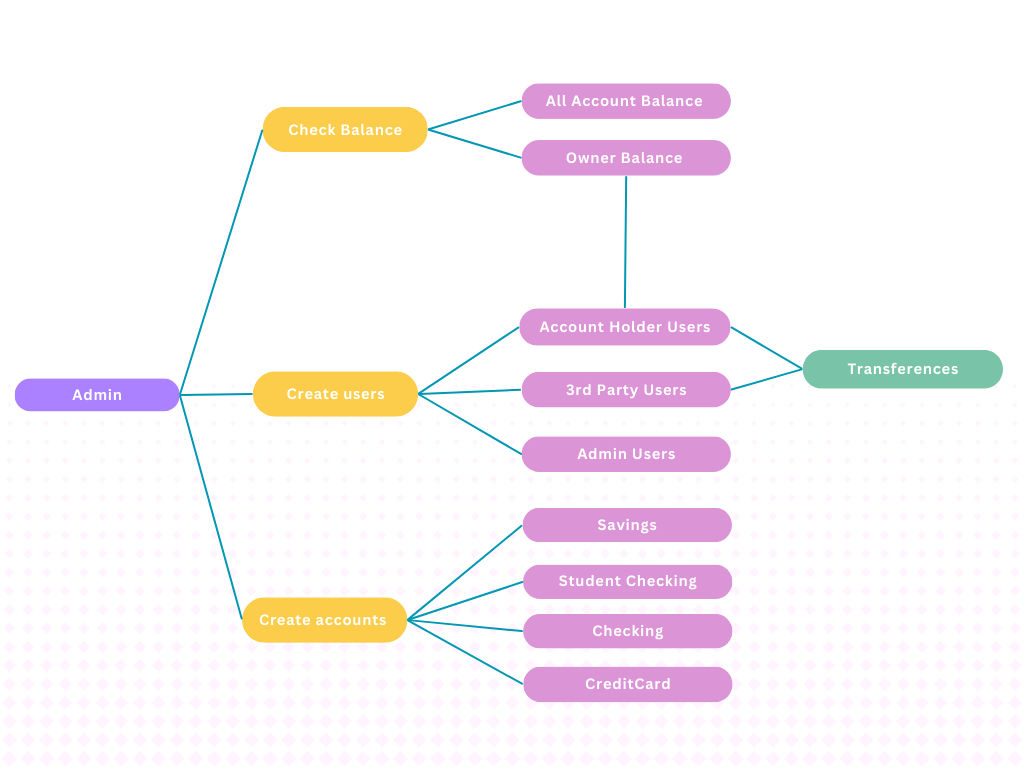 All Account Balance
Check Balance
Owner Balance
Account Holder Users
Transferences
3rd Party Users
Admin
Create users
Admin Users
Savings
Student Checking
Create accounts
Checking
CreditCard